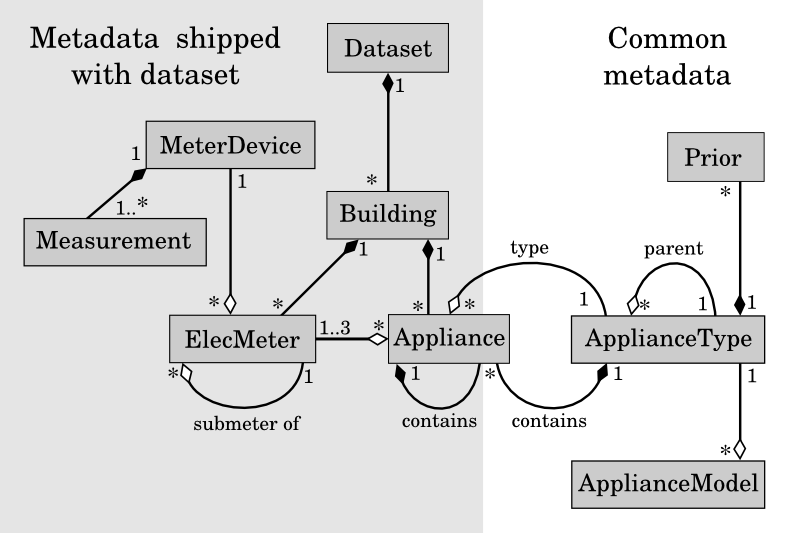 Metadata shipped
with dataset
Common
metadata
Dataset
1
*
MeterDevice
1
1
1..*
Measurement
Prior
*
Building
1
1
*
*
*
type
*
1
parent
*
1
1
ElecMeter
1..3
*
Appliance
ApplianceType
*
1
submeter of
1
contains
*
contains
1
1
*
ApplianceModel